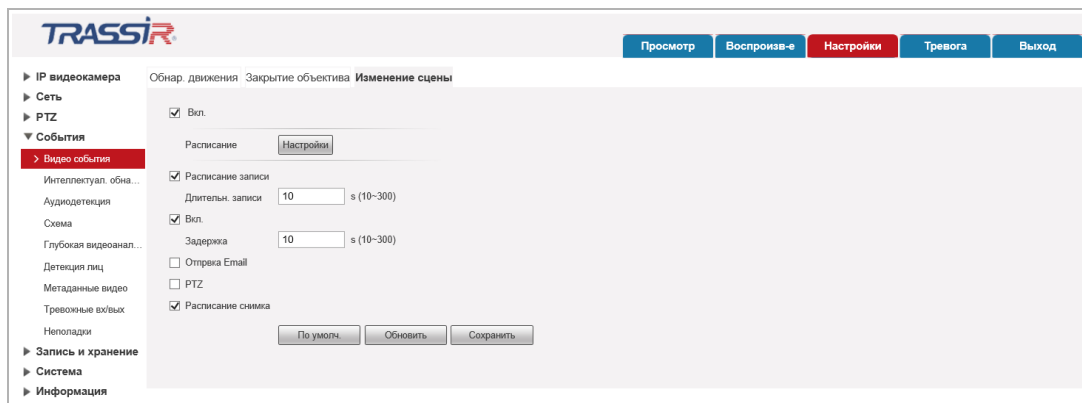 TRASSIR
Просмотр Воспроизв-е Настройки Тревога Выход
IP видеокамера
Сеть
PTZ
События
Видео события
Интеллектуал. обна...
Аудиодетекция
Схема
Глубокая видеоанал...
Детекция лиц
Метаданные видео
Тревожные вх/вых
Неполадки
Запись и хранение
Система
Информация
Обнар. движения Закрытие объектива Изменение сцены
Вкл.
Расписание Настройки
Расписание записи
Длительн. записи 10 s (10~300)
Вкл.
Задержка 10 s (10~300)
Отпрвка Email
PTZ
Расписание снимка
По умолч. Обновить Сохранить